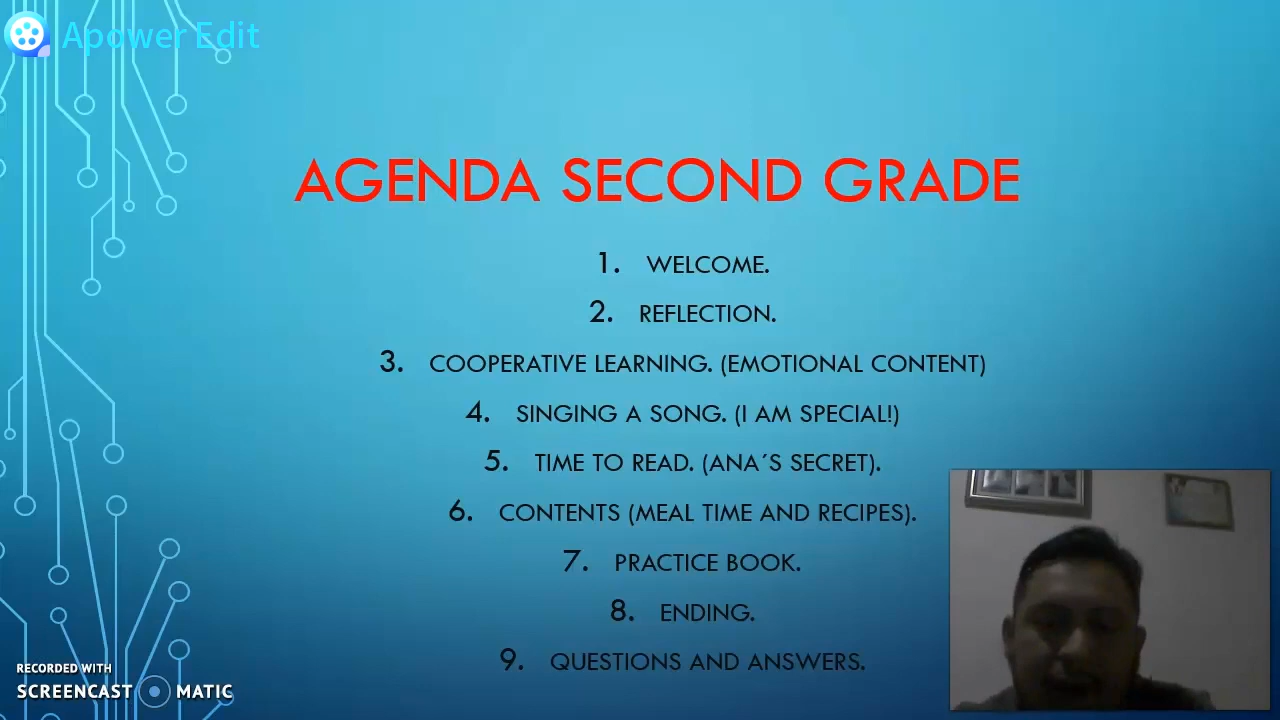 Apower Edit
AGENDA SECOND GRADE
1. WELCOME.
2. REFLECTION.
3. COOPERATIVE LEARNING. (EMOTIONAL CONTENT)
4. SINGING A SONG. (I AM SPECIAL!)
5. TIME TO READ. (ANA´S SECRET).
6. CONTENTS (MEAL TIME AND RECIPES).
7. PRACTICE BOOK.
8. ENDING.
9. QUESTIONS AND ANSWERS.
RECORDED WITH
SCREENCAST MATIC